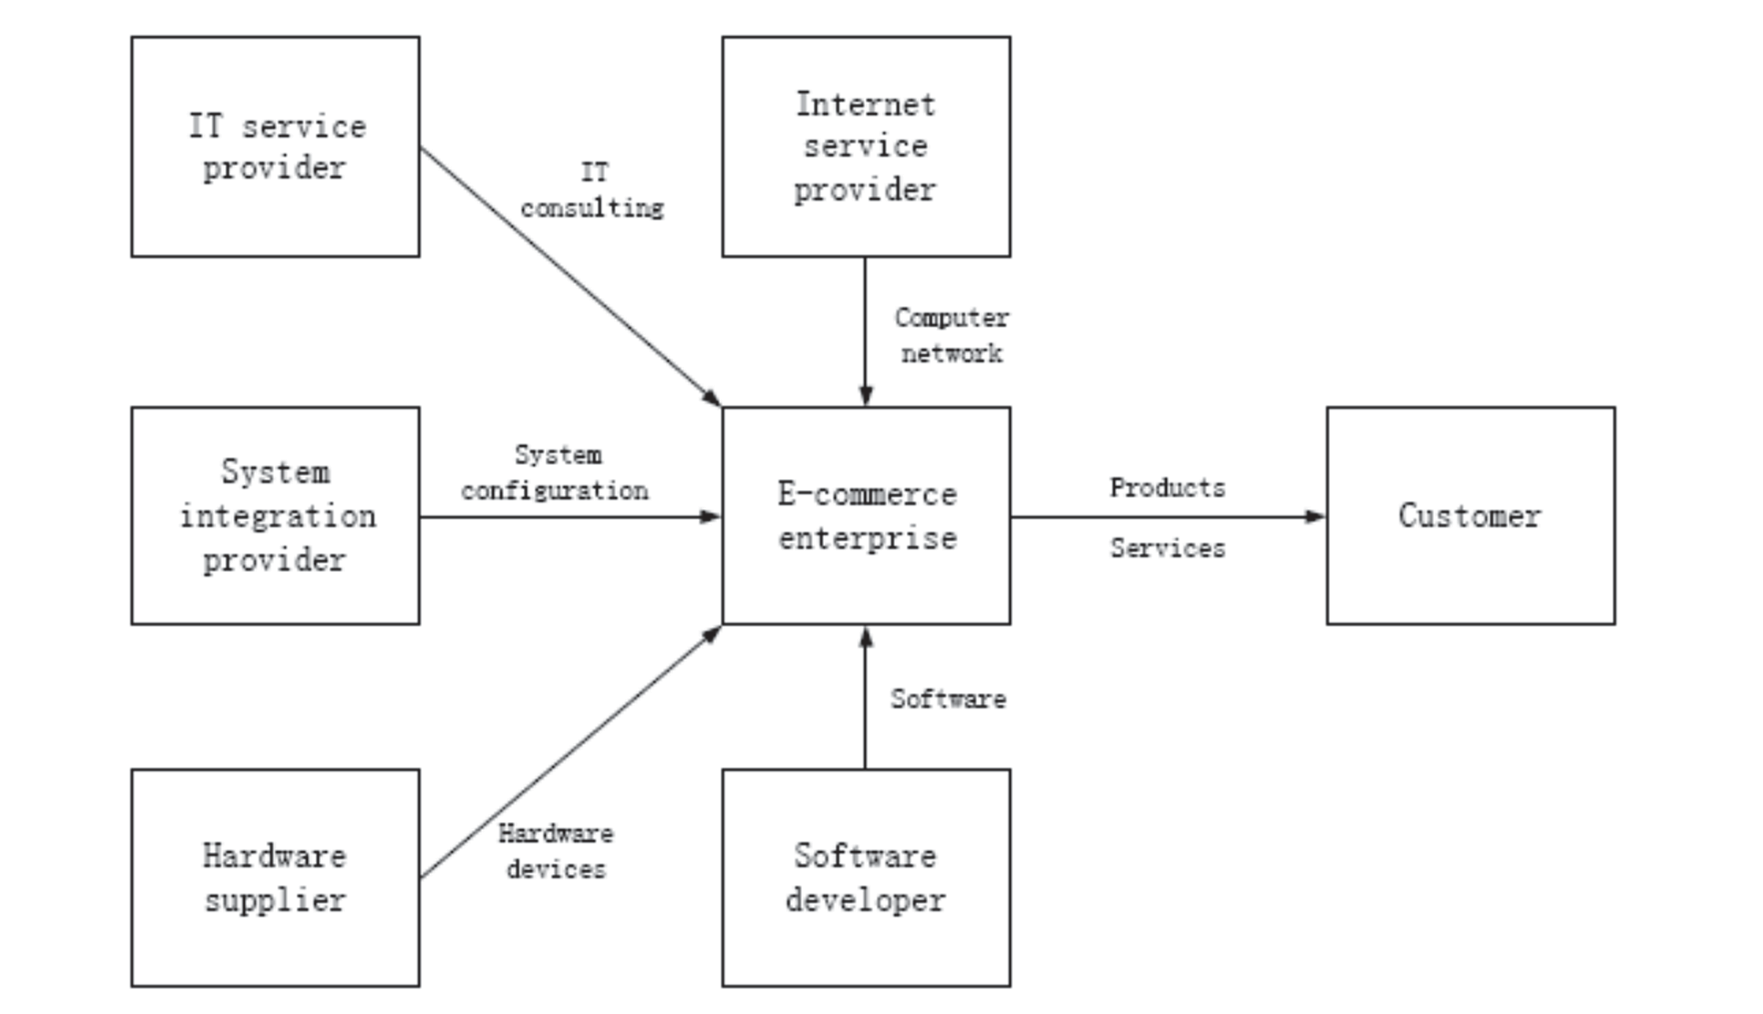 IT service
provider
IT
consulting
Internet
service
provider
Computer
network
System
integration
provider
System
configuration
E-commerce
enterprise
Products
Services
Customer
Software
Hardware
devices
Hardware
supplier
Software
developer